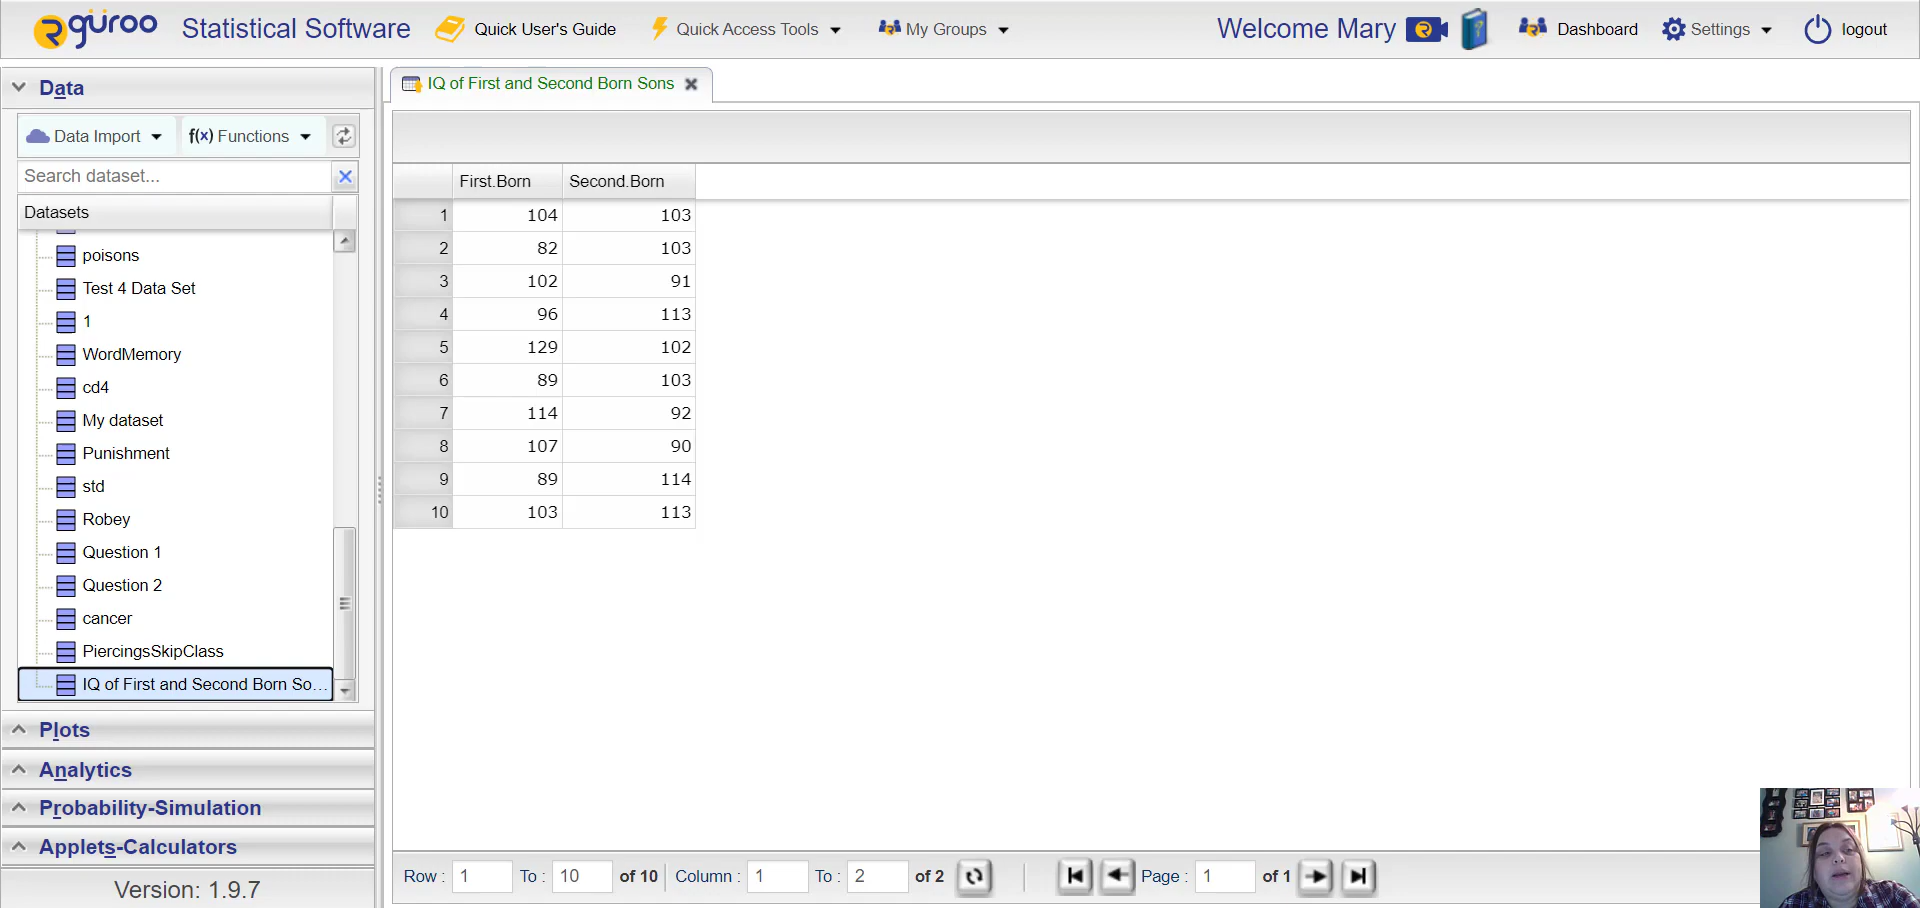 rguroo Statistical Software Quick User's Guide Quick Access Tools My Groups Welcome Mary Dashboard Settings logout
Data
Data Import f(x) Functions
Search dataset...
Datasets
poisons
Test 4 Data Set
1
WordMemory
cd4
My dataset
Punishment
std
Robey
Question 1
Question 2
cancer
PiercingsSkipClass
IQ of First and Second Born So...
Plots
Analytics
Probability-Simulation
Applets-Calculators
Version: 1.9.7
IQ of First and Second Born Sons
First.Born Second.Born
1 104 103
2 82 103
3 102 91
4 96 113
5 129 102
6 89 103
7 114 92
8 107 90
9 89 114
10 103 113
Row : 1 To : 10 of 10 Column : 1 To : 2 of 2 Page : 1 of 1